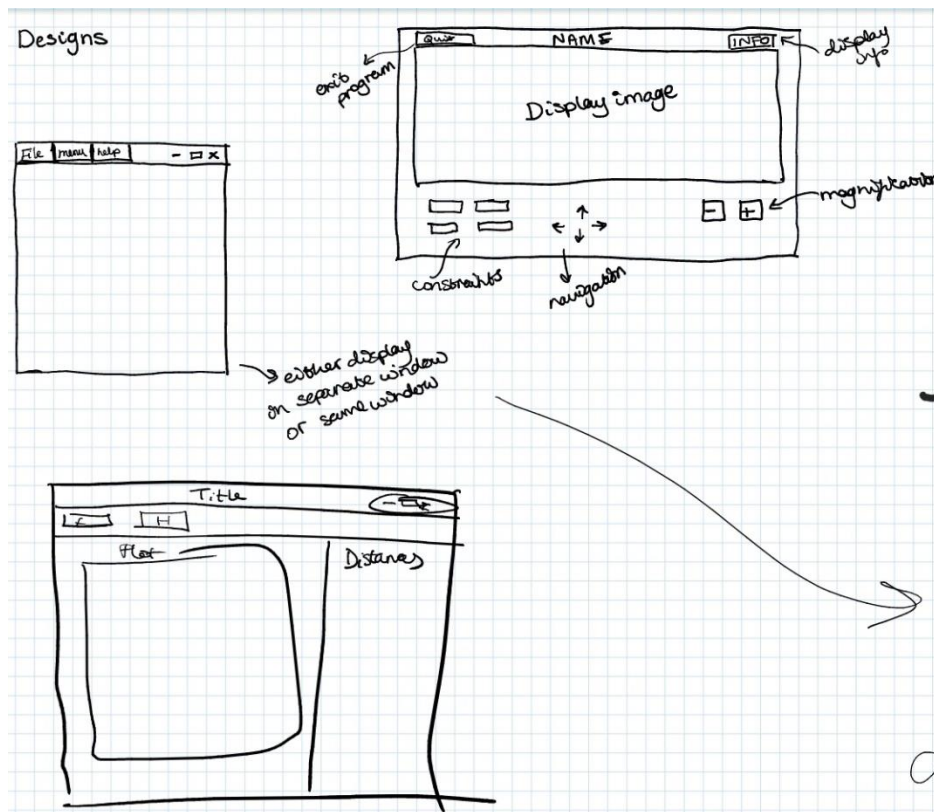 Designs
Quit NAME INFO
display
info
exit
program
Display image
File menu help - x
- +
magnification
constraints
navigation
either display
in separate window
or same window
Title
- x
H
Plot Distances